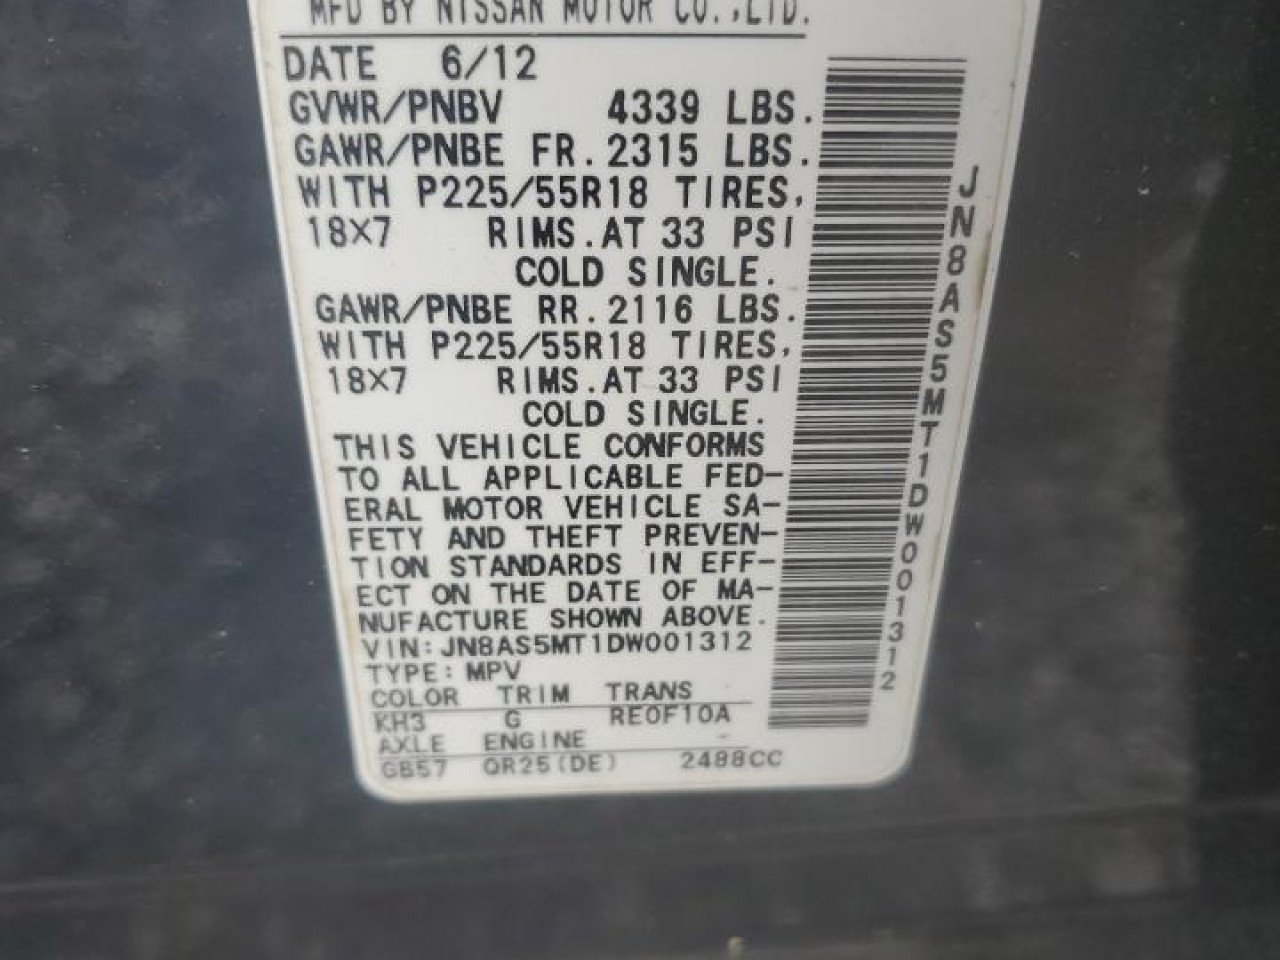 MFD BY NISSAN MOTOR CO.,LTD.
DATE 6/12
GVWR/PNBV 4339 LBS.
GAWR/PNBE FR. 2315 LBS.
WITH P225/55R18 TIRES,
18X7 RIMS. AT 33 PSI
COLD SINGLE.
GAWR/PNBE RR. 2116 LBS.
WITH P225/55R18 TIRES,
18X7 RIMS. AT 33 PSI
COLD SINGLE.
THIS VEHICLE CONFORMS
TO ALL APPLICABLE FED-
ERAL MOTOR VEHICLE SA-
FETY AND THEFT PREVEN-
TION STANDARDS IN EFF-
ECT ON THE DATE OF MA-
NUFACTURE SHOWN ABOVE.
VIN: JN8AS5MT1DW001312
TYPE: MPV
COLOR TRIM TRANS
KH3 G RE0F10A
AXLE ENGINE
GB57 QR25(DE) 2488CC
JN8AS5MT1DW001312